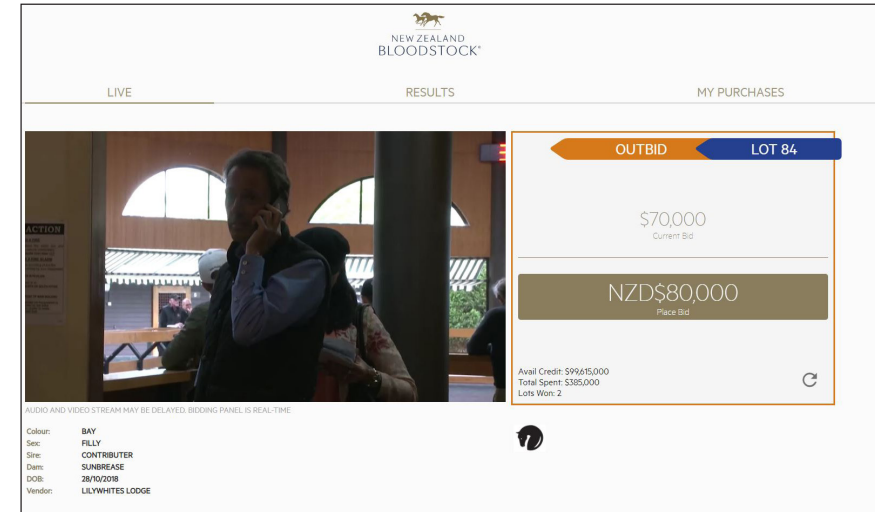 NEW ZEALAND
BLOODSTOCK®
LIVE
RESULTS
MY PURCHASES
ACTION
OUTBID
LOT 84
$70,000
Current Bid
NZD$80,000
Place Bid
Avail Credit: $99,615,000
Total Spent: $385,000
Lots Won: 2
AUDIO AND VIDEO STREAM MAY BE DELAYED. BIDDING PANEL IS REAL-TIME
Colour: BAY
Sex: FILLY
Sire: CONTRIBUTER
Dam: SUNBREASE
DOB: 28/10/2018
Vendor: LILYWHITES LODGE